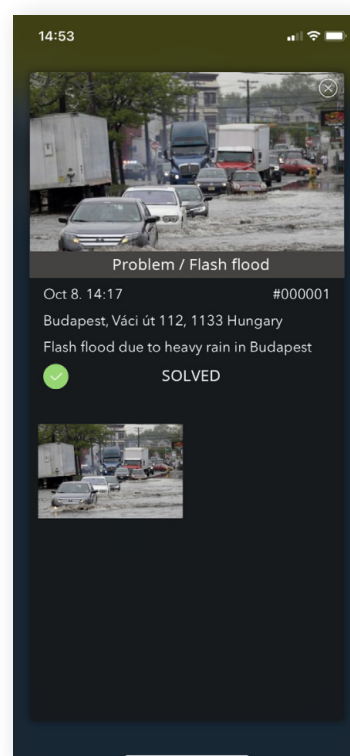 14:53
Problem / Flash flood
Oct 8. 14:17 #000001
Budapest, Váci út 112, 1133 Hungary
Flash flood due to heavy rain in Budapest
SOLVED